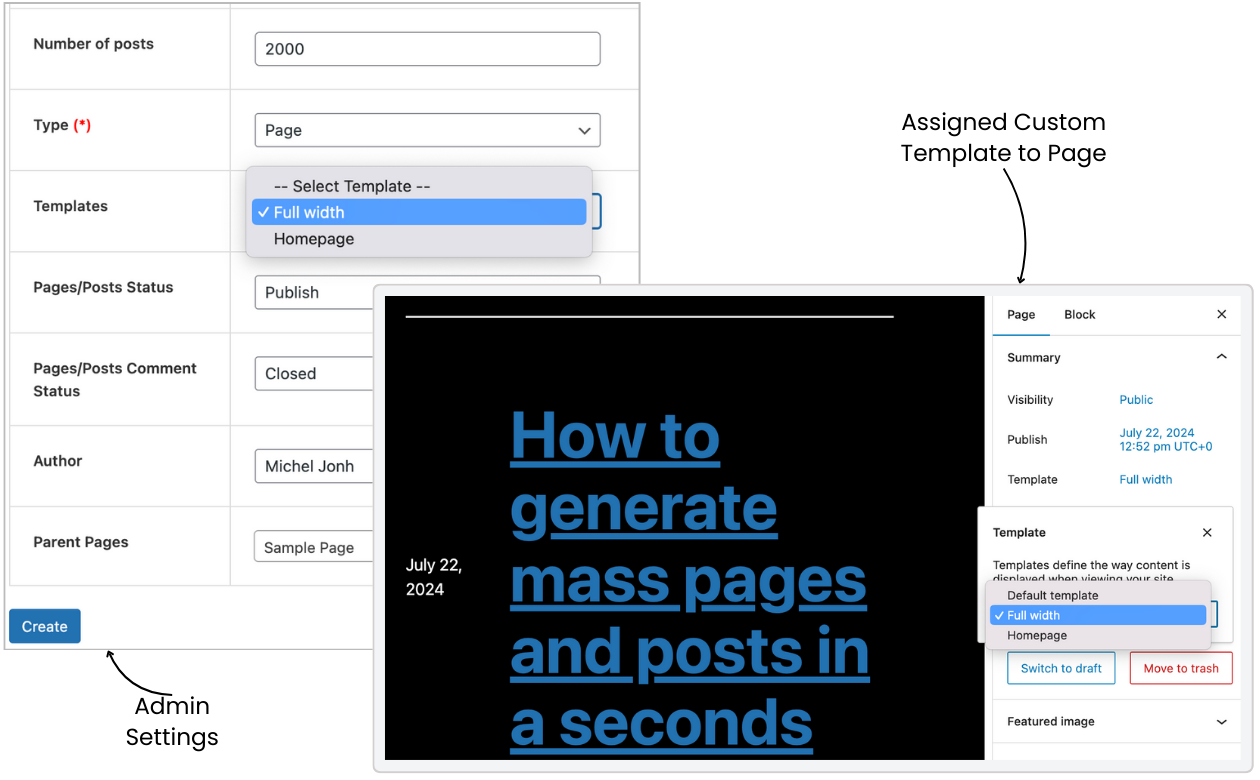 Number of posts
2000
Type (*)
Page
Templates
-- Select Template --
✓ Full width
Homepage
Pages/Posts Status
Publish
Pages/Posts Comment
Status
Closed
Author
Michel Jonh
Parent Pages
Sample Page
Create
Admin
Settings
Assigned Custom
Template to Page
July 22,
2024
How to
generate
mass pages
and posts in
a seconds
Page
Block
Summary
Visibility
Public
Publish
July 22, 2024
12:52 pm UTC+0
Template
Full width
Template
Templates define the way content is
displayed when viewing your site
Default template
✓ Full width
Homepage
Switch to draft
Move to trash
Featured image